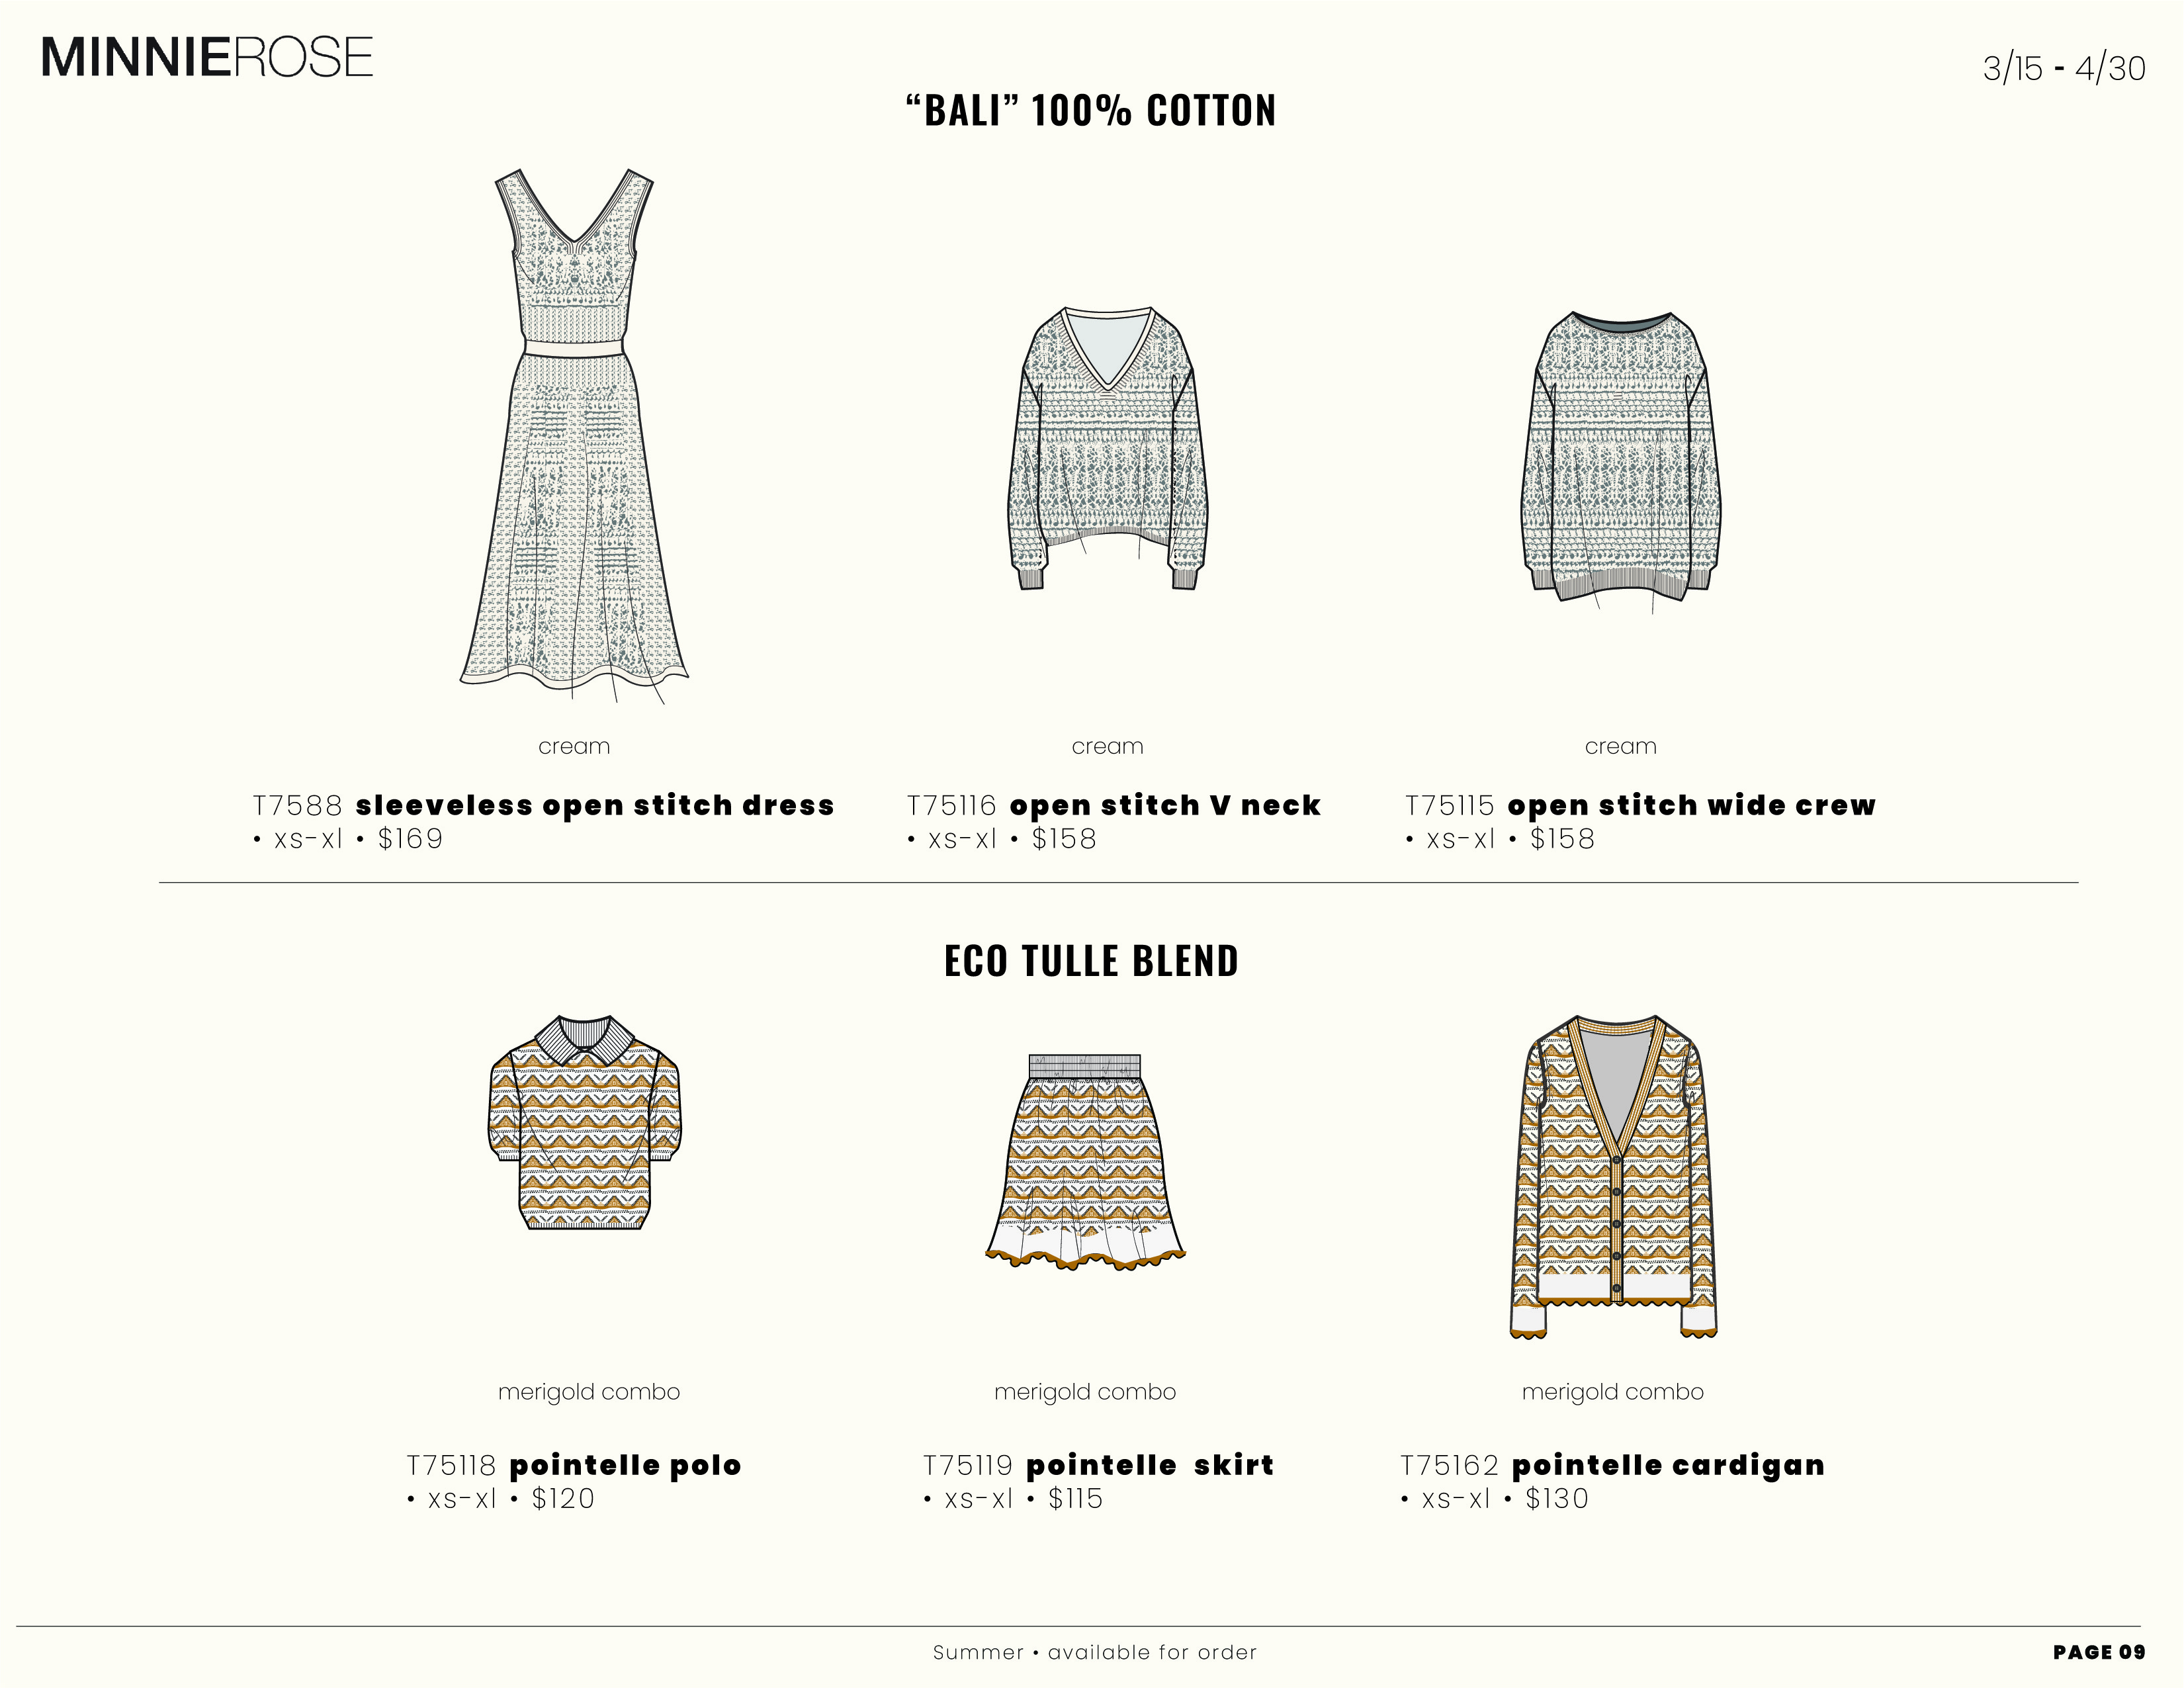 MINNIEROSE
3/15 - 4/30
“BALI” 100% COTTON
cream
cream
cream
T7588 sleeveless open stitch dress
• xs-xl • $169
T75116 open stitch V neck
• xs-xl • $158
T75115 open stitch wide crew
• xs-xl • $158
ECO TULLE BLEND
merigold combo
merigold combo
merigold combo
T75118 pointelle polo
• xs-xl • $120
T75119 pointelle skirt
• xs-xl • $115
T75162 pointelle cardigan
• xs-xl • $130
Summer • available for order
PAGE 09